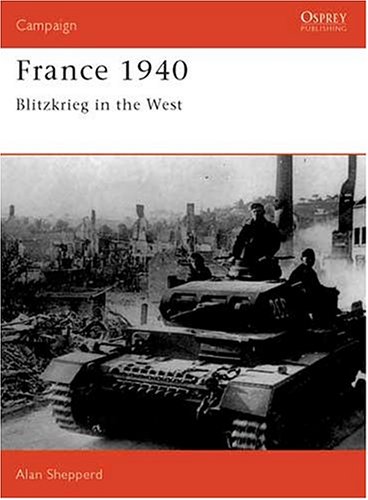 Campaign
OSPREY
PUBLISHING
France 1940
Blitzkrieg in the West
Alan Shepperd